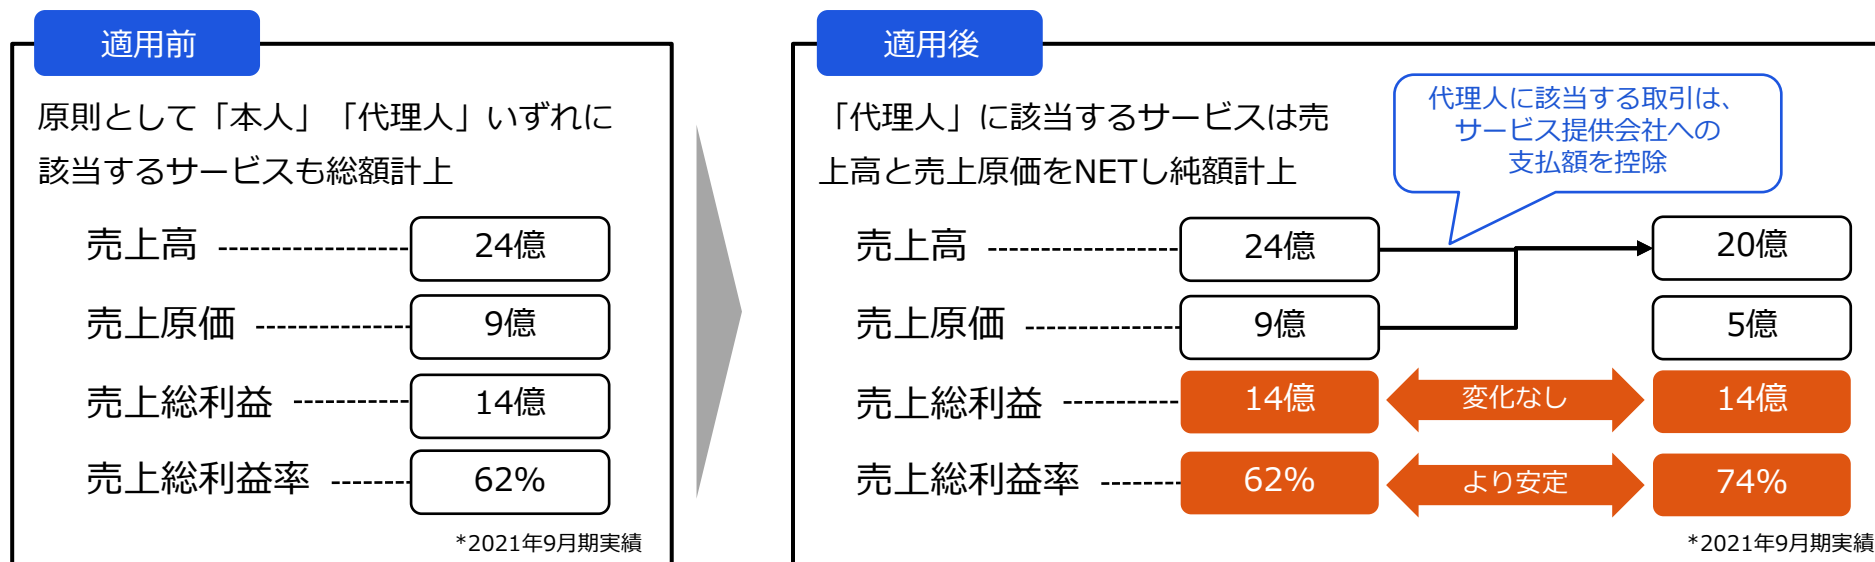 適用前
原則として「本人」「代理人」いずれに
該当するサービスも総額計上
売上高 24億
売上原価 9億
売上総利益 14億
売上総利益率 62%
*2021年9月期実績
適用後
「代理人」に該当するサービスは売
上高と売上原価をNETし純額計上
代理人に該当する取引は、
サービス提供会社への
支払額を控除
売上高 24億 20億
売上原価 9億 5億
売上総利益 14億 変化なし 14億
売上総利益率 62% より安定 74%
*2021年9月期実績